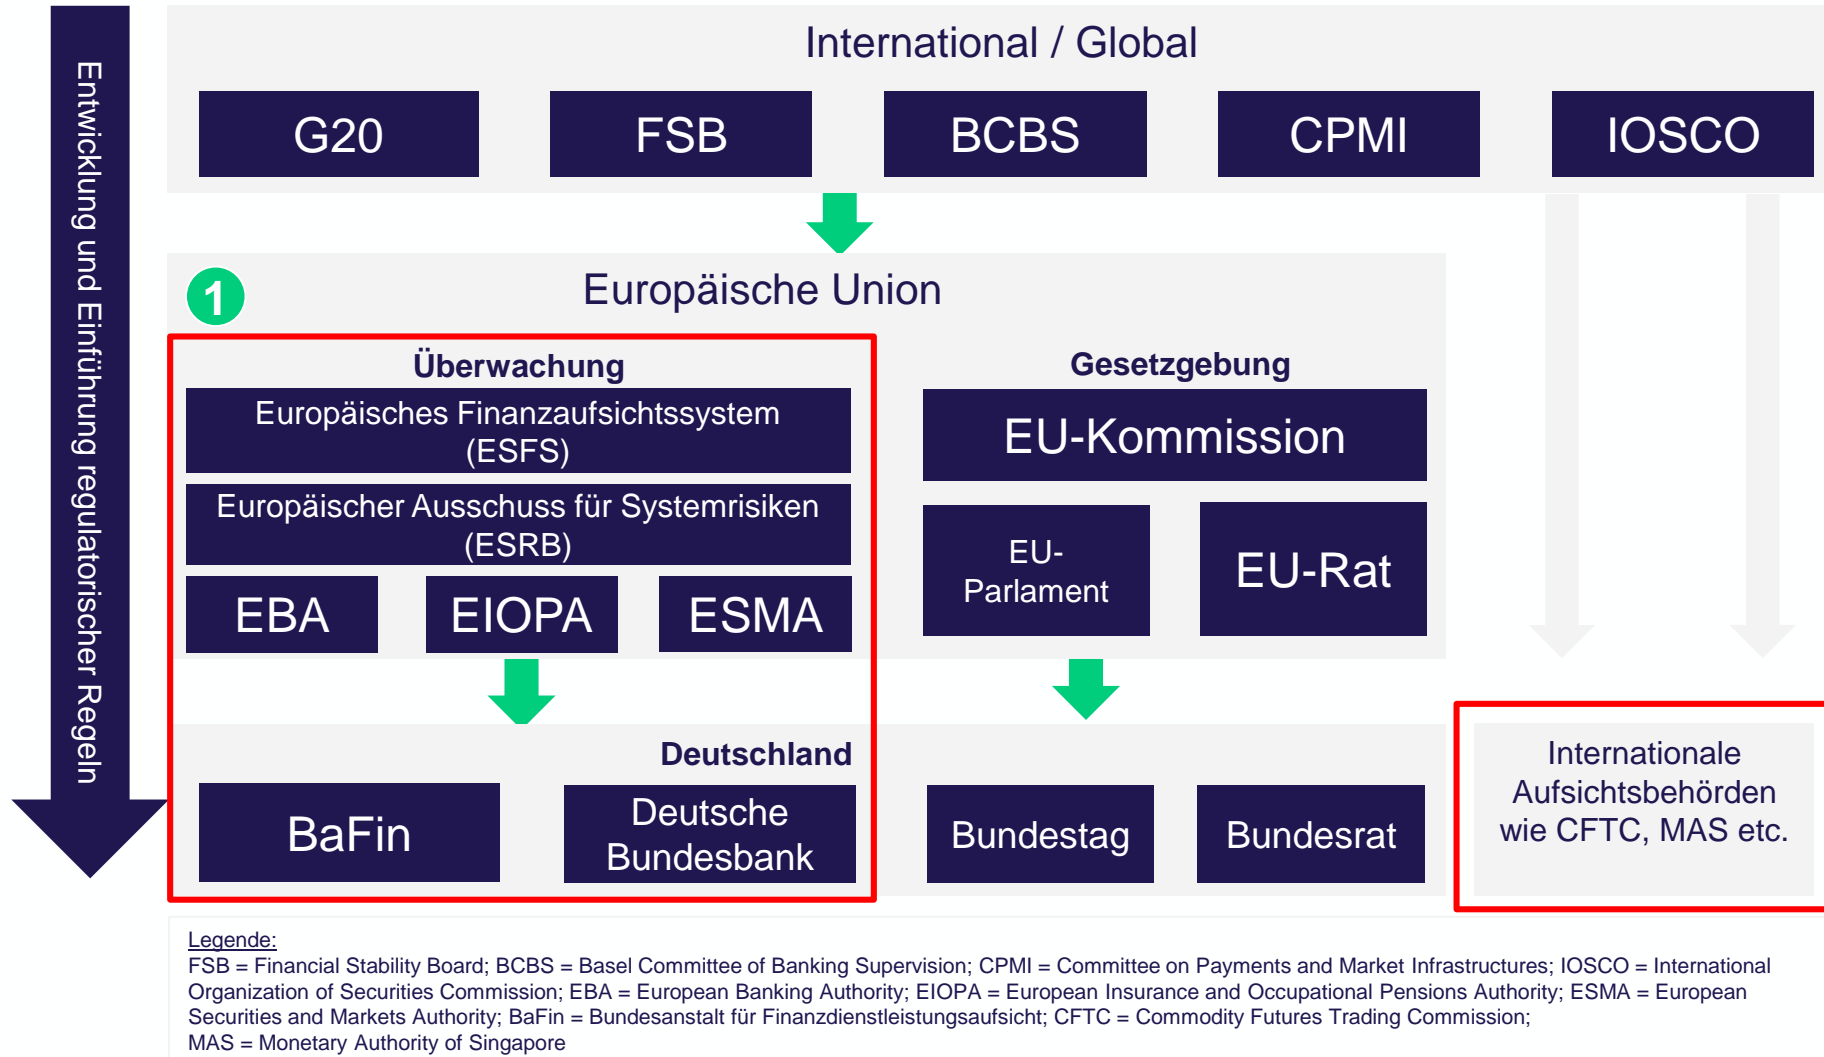 Entwicklung und Einführung regulatorischer Regeln
International / Global
G20
FSB
BCBS
CPMI
IOSCO
1
Europäische Union
Überwachung
Europäisches Finanzaufsichtssystem
(ESFS)
Europäischer Ausschuss für Systemrisiken
(ESRB)
EBA
EIOPA
ESMA
Gesetzgebung
EU-Kommission
EU-
Parlament
EU-Rat
Deutschland
BaFin
Deutsche
Bundesbank
Bundestag
Bundesrat
Internationale
Aufsichtsbehörden
wie CFTC, MAS etc.
Legende:
FSB = Financial Stability Board; BCBS = Basel Committee of Banking Supervision; CPMI = Committee on Payments and Market Infrastructures; IOSCO = International
Organization of Securities Commission; EBA = European Banking Authority; EIOPA = European Insurance and Occupational Pensions Authority; ESMA = European
Securities and Markets Authority; BaFin = Bundesanstalt für Finanzdienstleistungsaufsicht; CFTC = Commodity Futures Trading Commission;
MAS = Monetary Authority of Singapore